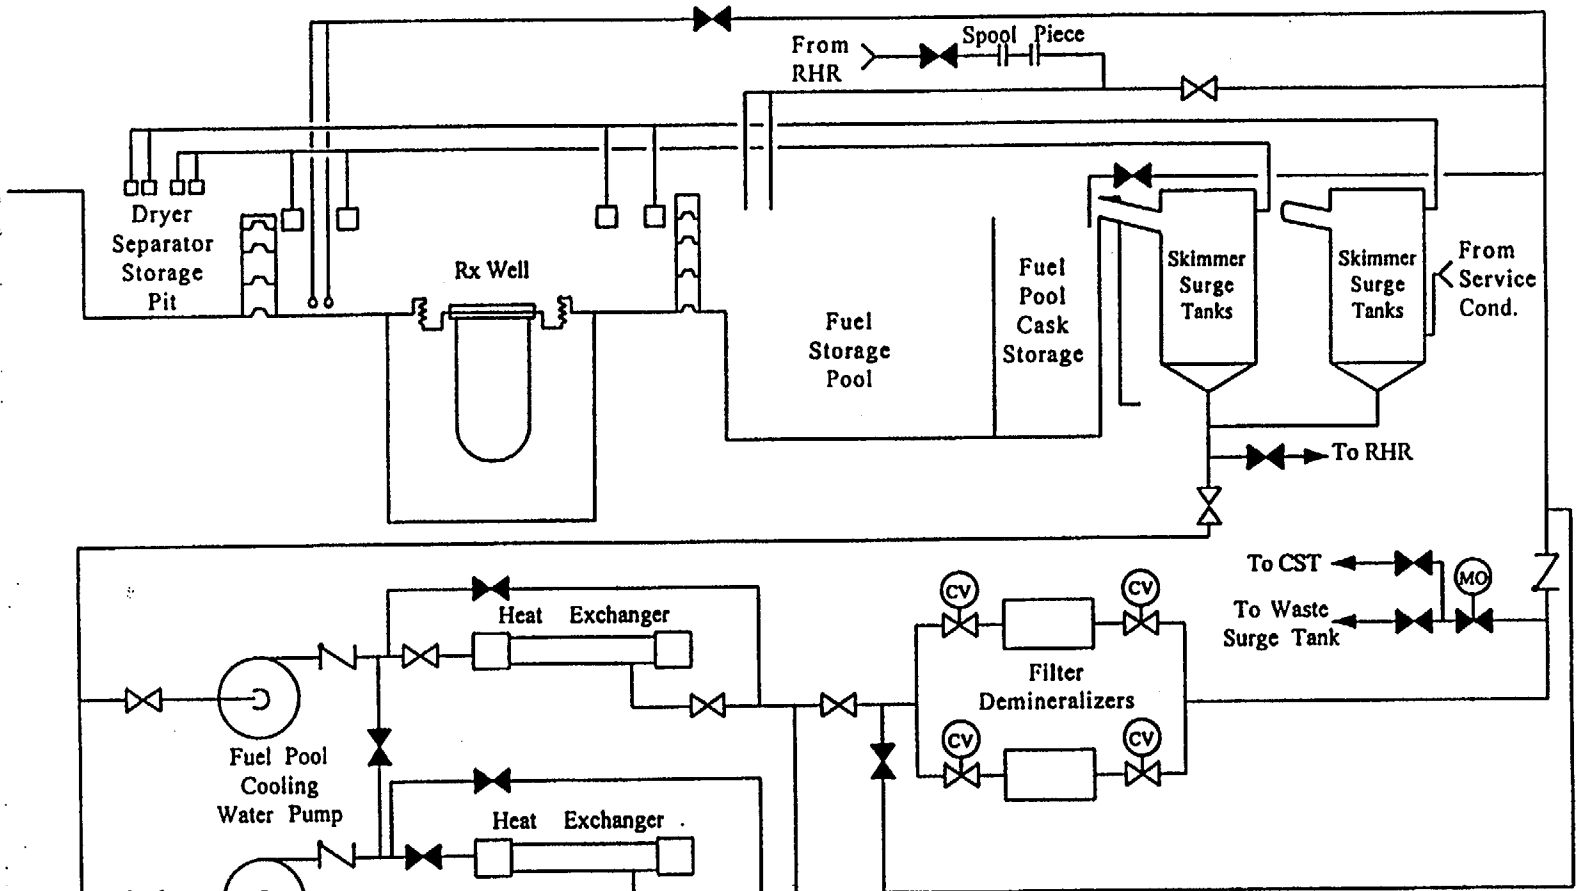 From
RHR
Spool Piece
Dryer
Separator
Storage
Pit
Rx Well
Fuel
Storage
Pool
Fuel
Pool
Cask
Storage
Skimmer
Surge
Tanks
Skimmer
Surge
Tanks
From
Service
Cond.
To RHR
To CST
MO
To Waste
Surge Tank
Heat Exchanger
CV
CV
Filter
Demineralizers
CV
CV
Fuel Pool
Cooling
Water Pump
Heat Exchanger